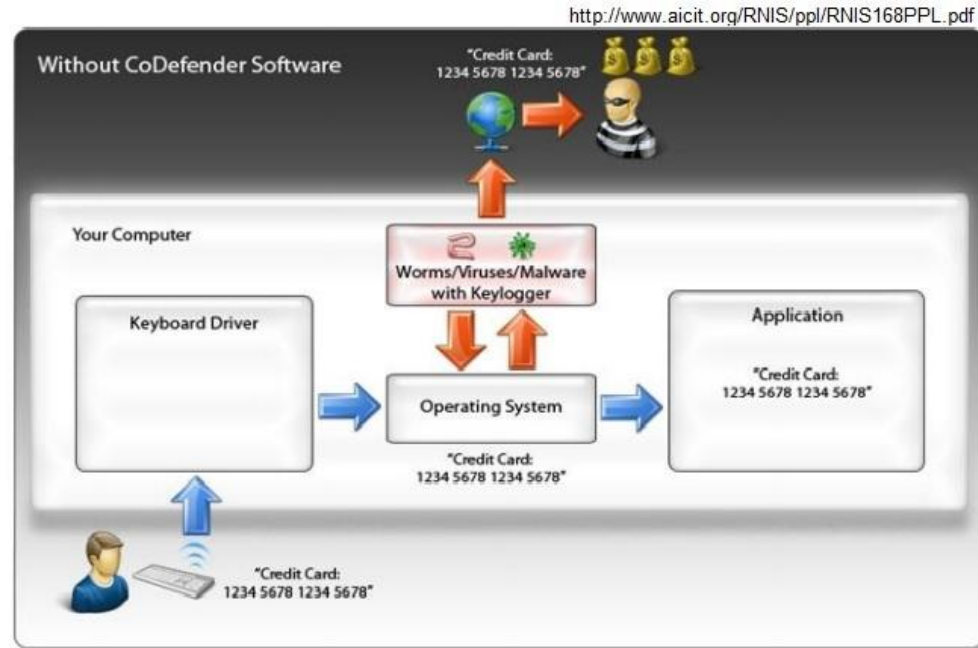 http://www.aicit.org/RNIS/ppl/RNIS168PPL.pdf
Without CoDefender Software
"Credit Card:
1234 5678 1234 5678"
Your Computer
Worms/Viruses/Malware
with Keylogger
Keyboard Driver
Application
"Credit Card:
1234 5678 1234 5678"
Operating System
"Credit Card:
1234 5678 1234 5678"
"Credit Card:
1234 5678 1234 5678"